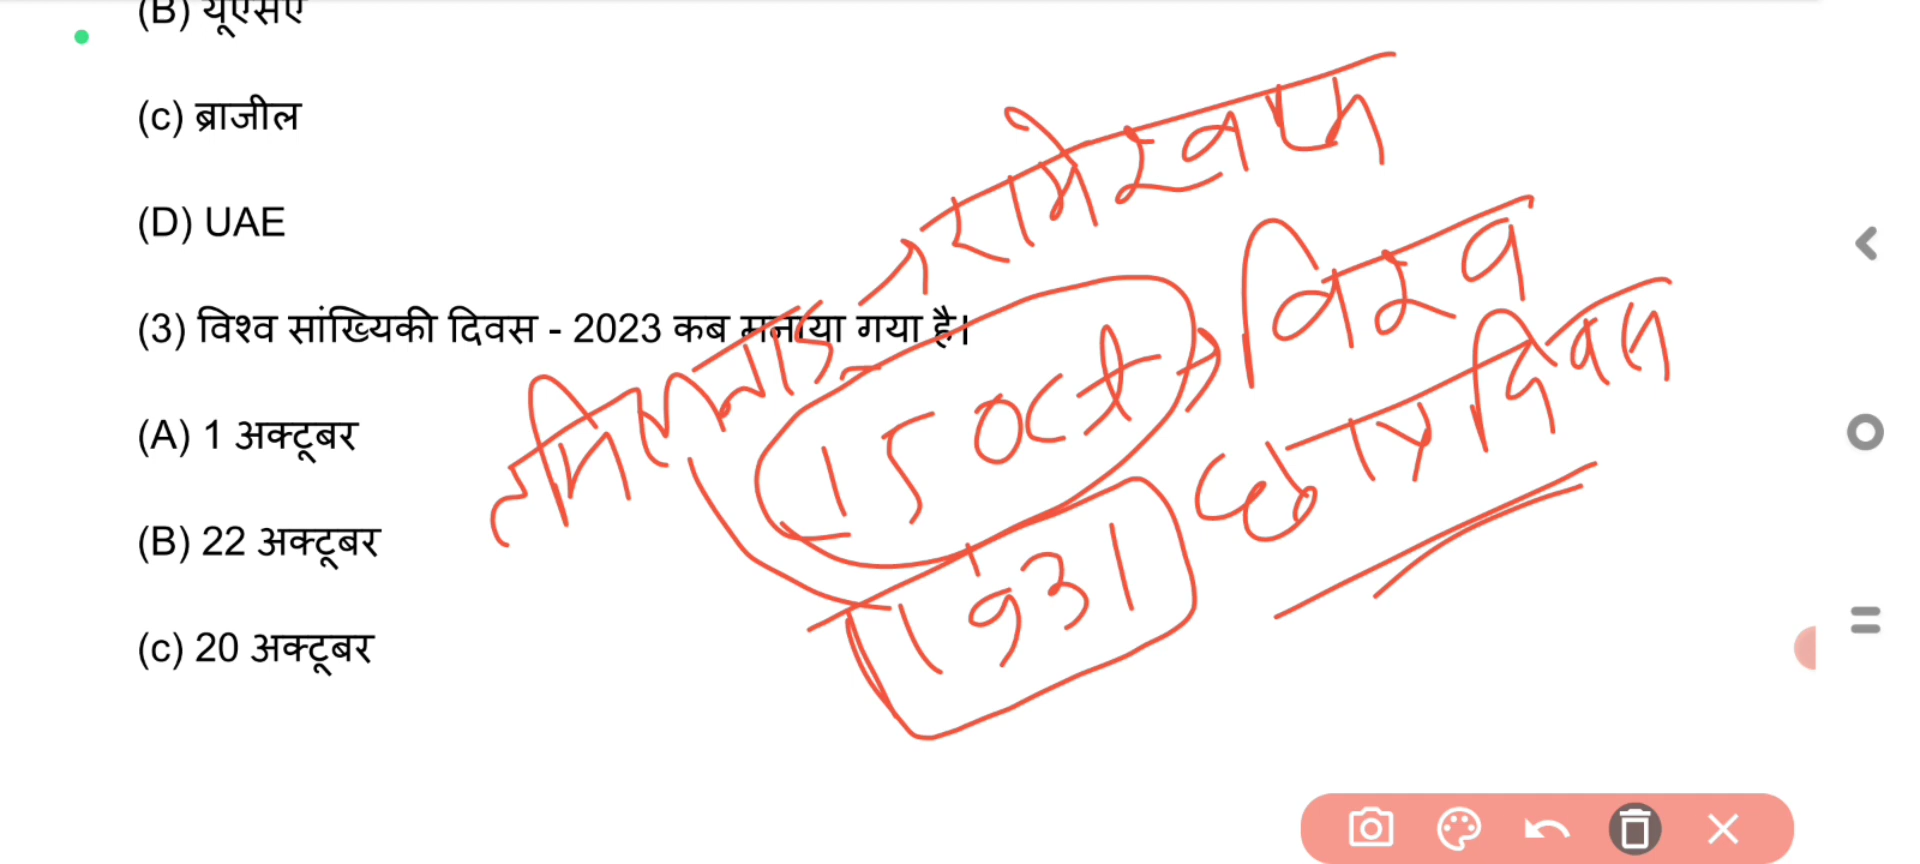 (B) यूएसए
(c) ब्राजील
(D) UAE
(3) विश्व सांख्यिकी दिवस - 2023 कब मनाया गया है।
(A) 1 अक्टूबर
(B) 22 अक्टूबर
(c) 20 अक्टूबर
15 oct
विश्व
छात्र दिवस
1931